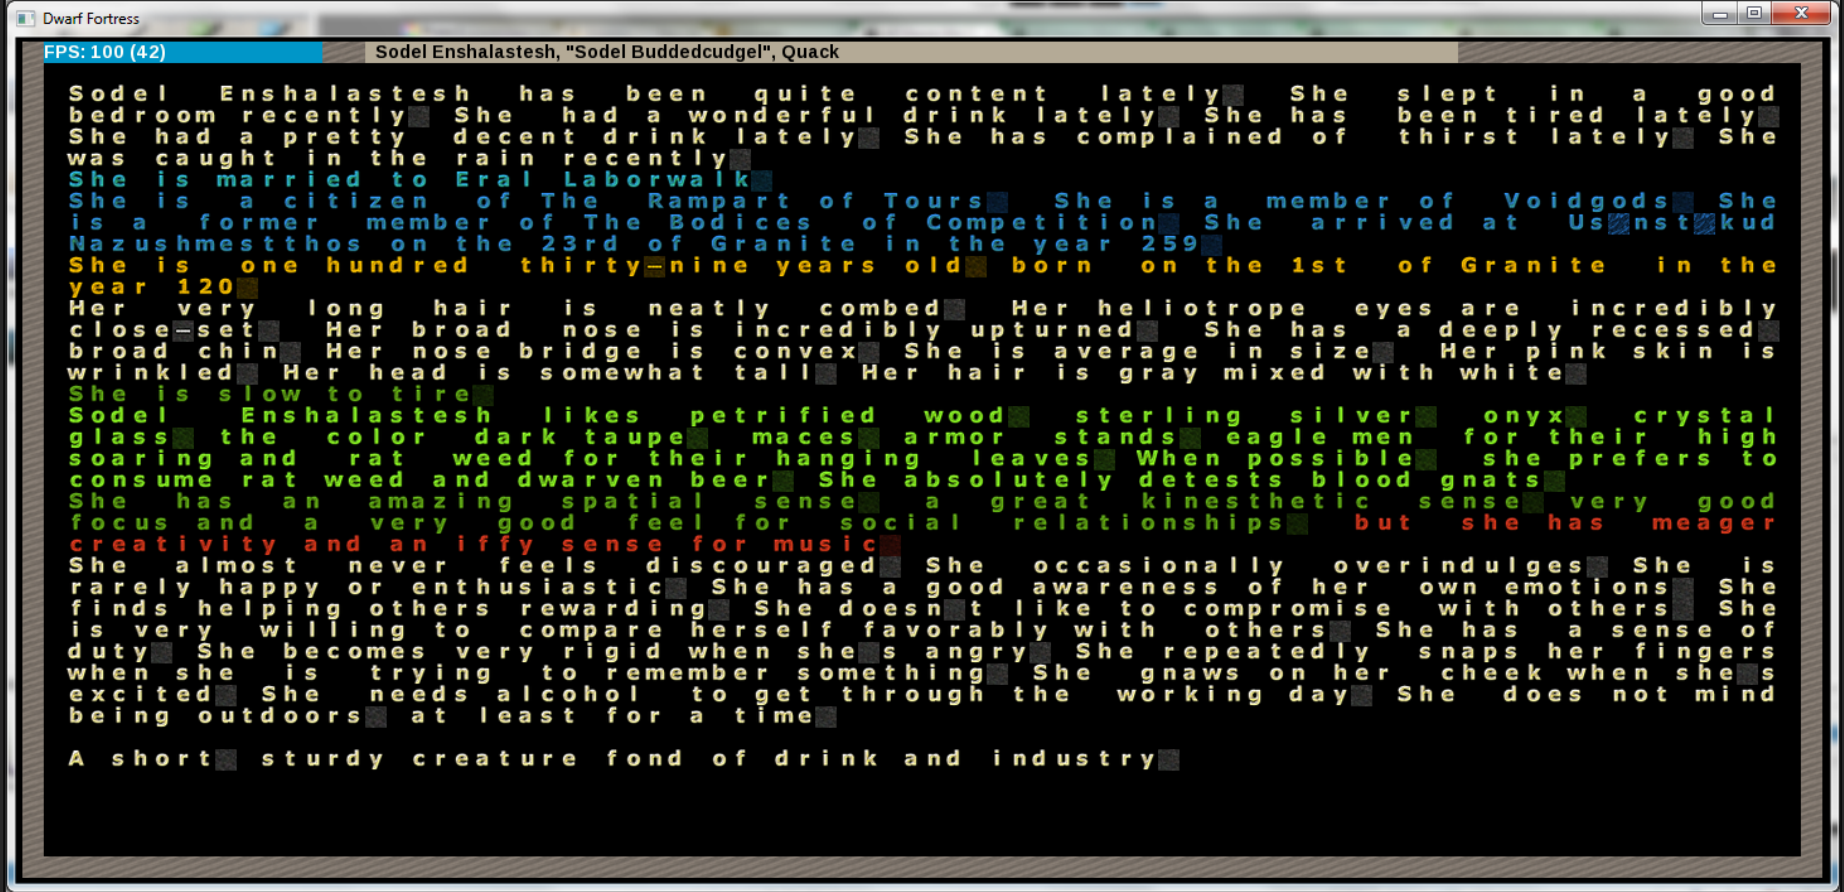 Dwarf Fortress
FPS: 100 (42)
Sodel Enshalastesh, "Sodel Buddedcudgel", Quack
Sodel Enshalastesh has been quite content lately She slept in a good
bedroom recently She had a wonderful drink lately She has been tired lately
She had a pretty decent drink lately She has complained of thirst lately She
was caught in the rain recently
She is married to Eral Laborwalk
She is a citizen of The Rampart of Tours She is a member of Voidgods She
is a former member of The Bodices of Competition She arrived at Us nst kud
Nazushmestthos on the 23rd of Granite in the year 259
She is one hundred thirty-nine years old born on the 1st of Granite in the
year 120
Her very long hair is neatly combed Her heliotrope eyes are incredibly
close-set Her broad nose is incredibly upturned She has a deeply recessed
broad chin Her nose bridge is convex She is average in size Her pink skin is
wrinkled Her head is somewhat tall Her hair is gray mixed with white
She is slow to tire
Sodel Enshalastesh likes petrified wood sterling silver onyx crystal
glass the color dark taupe maces armor stands eagle men for their high
soaring and rat weed for their hanging leaves When possible she prefers to
consume rat weed and dwarven beer She absolutely detests blood gnats
She has an amazing spatial sense a great kinesthetic sense very good
focus and a very good feel for social relationships but she has meager
creativity and an iffy sense for music
She almost never feels discouraged She occasionally overindulges She is
rarely happy or enthusiastic She has a good awareness of her own emotions She
finds helping others rewarding She doesn t like to compromise with others She
is very willing to compare herself favorably with others She has a sense of
duty She becomes very rigid when she s angry She repeatedly snaps her fingers
when she is trying to remember something She gnaws on her cheek when she s
excited She needs alcohol to get through the working day She does not mind
being outdoors at least for a time
A short sturdy creature fond of drink and industry